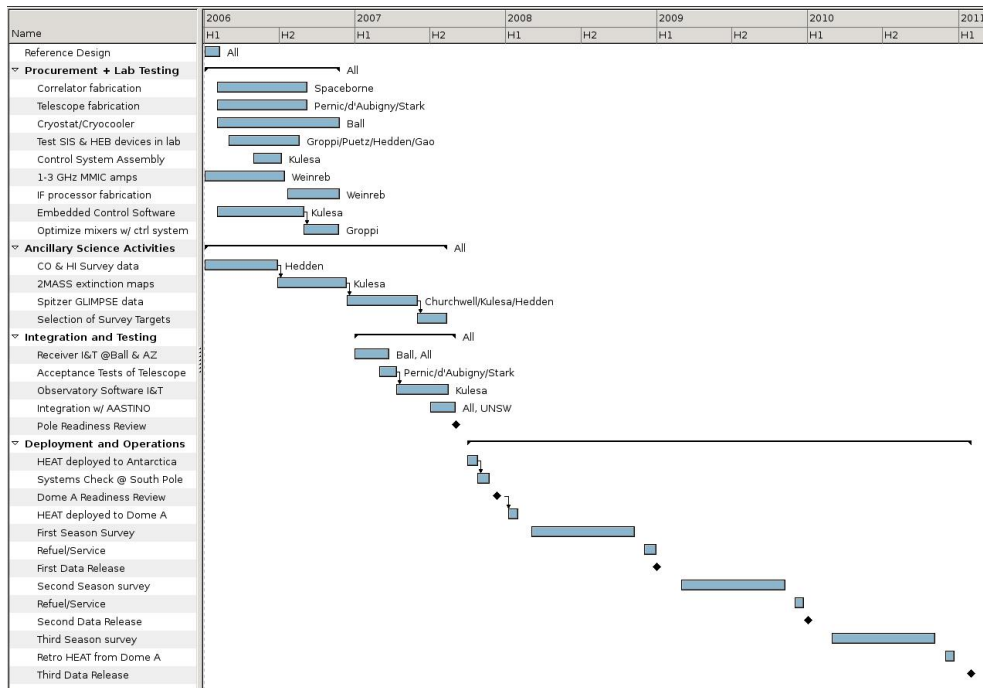 2006 2007 2008 2009 2010 2011
Name H1 H2 H1 H2 H1 H2 H1 H2 H1 H2 H1
Reference Design All
Procurement + Lab Testing All
Correlator fabrication Spaceborne
Telescope fabrication Pernic/d'Aubigny/Stark
Cryostat/Cryocooler Ball
Test SIS & HEB devices in lab Groppi/Puetz/Hedden/Gao
Control System Assembly Kulesa
1-3 GHz MMIC amps Weinreb
IF processor fabrication Weinreb
Embedded Control Software Kulesa
Optimize mixers w/ ctrl system Groppi
Ancillary Science Activities All
CO & HI Survey data Hedden
2MASS extinction maps Kulesa
Spitzer GLIMPSE data Churchwell/Kulesa/Hedden
Selection of Survey Targets
Integration and Testing All
Receiver I&T @Ball & AZ Ball, All
Acceptance Tests of Telescope Pernic/d'Aubigny/Stark
Observatory Software I&T Kulesa
Integration w/ AASTINO All, UNSW
Pole Readiness Review
Deployment and Operations
HEAT deployed to Antarctica
Systems Check @ South Pole
Dome A Readiness Review
HEAT deployed to Dome A
First Season Survey
Refuel/Service
First Data Release
Second Season survey
Refuel/Service
Second Data Release
Third Season survey
Retro HEAT from Dome A
Third Data Release